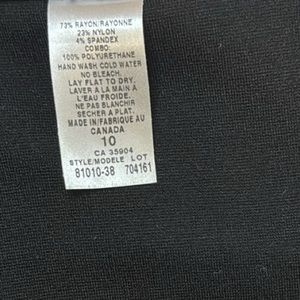 73% RAYON/RAYONNE
23% NYLON
4% SPANDEX
COMBO:
100% POLYURETHANE
HAND WASH COLD WATER
NO BLEACH.
LAY FLAT TO DRY.
LAVER A LA MAIN A
L'EAU FROIDE.
NE PAS BLANCHIR
SECHER A PLAT.
MADE IN/FABRIQUE AU
CANADA
10
CA 35904
STYLE/MODELE LOT
81010-38 704161